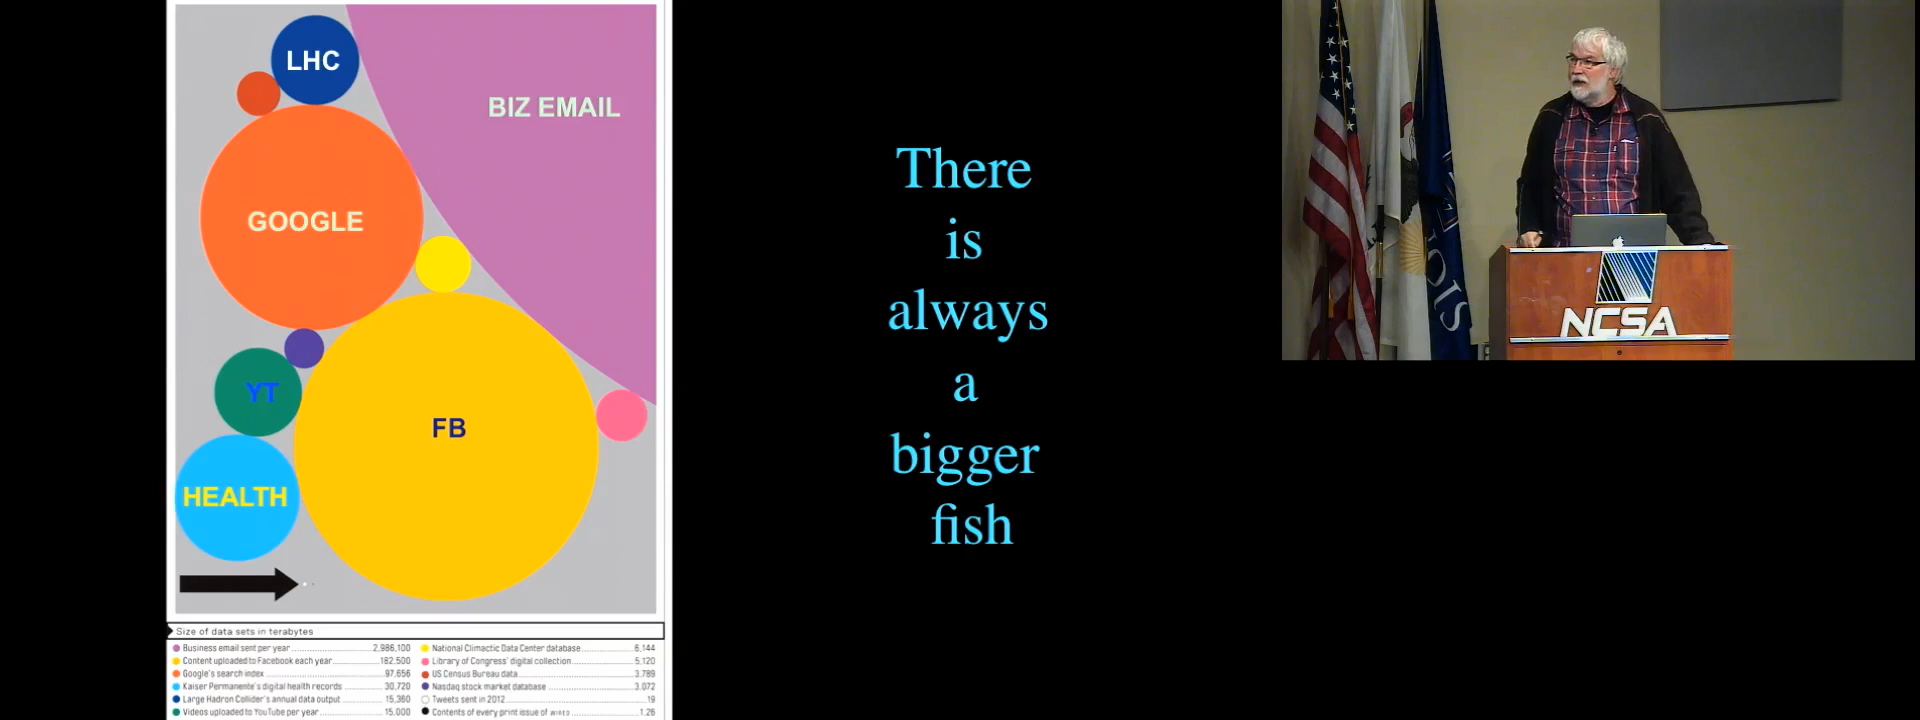 LHC
BIZ EMAIL
GOOGLE
YT
FB
HEALTH
Size of data sets in terabytes
Business email sent per year 2,986,100
Content uploaded to Facebook each year 182,500
Google's search index 97,656
Kaiser Permanente's digital health records 30,720
Large Hadron Collider's annual data output 15,360
Videos uploaded to YouTube per year 15,000
National Climactic Data Center database 6,144
Library of Congress' digital collection 5,120
US Census Bureau data 3,789
Nasdaq stock market database 3,072
Tweets sent in 2012 19
Contents of every print issue of WIRED 1.26
There
is
always
a
bigger
fish
NCSA